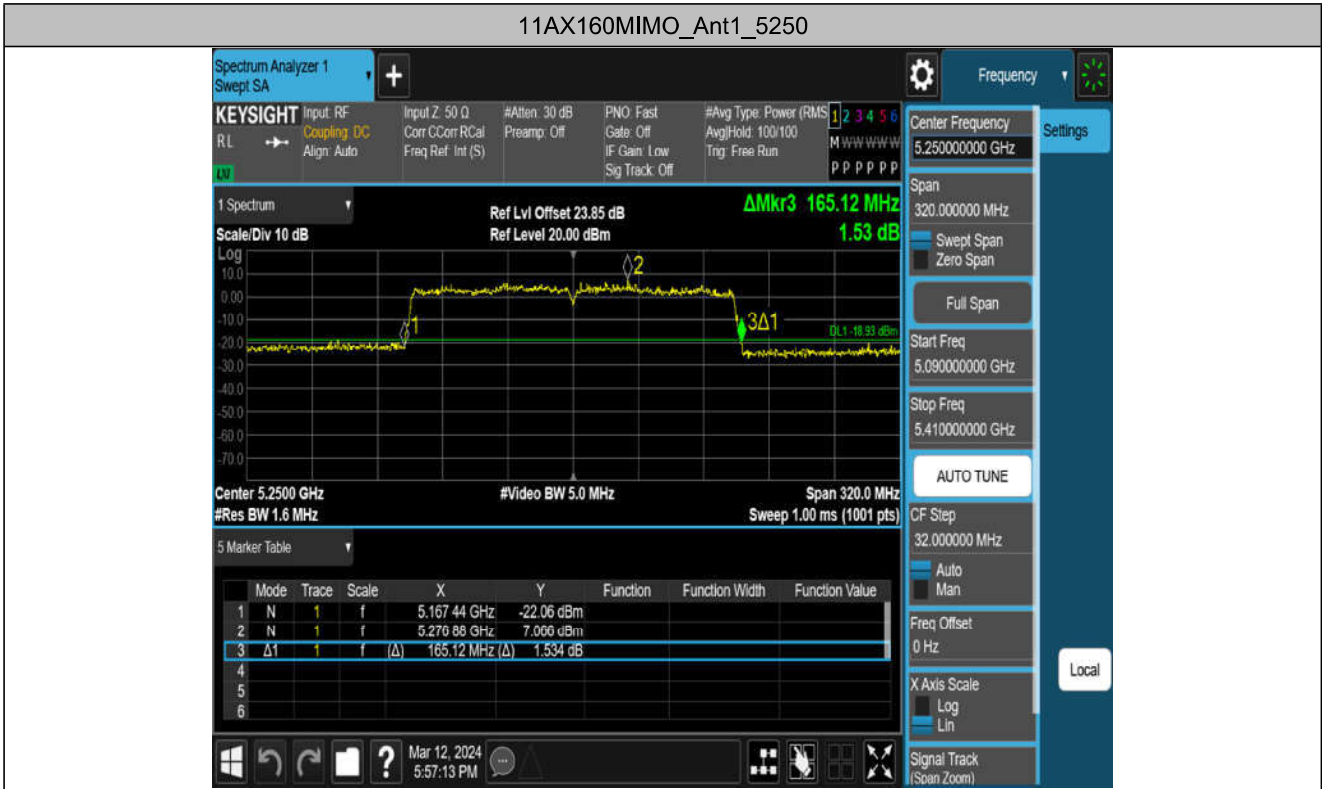 11AX160MIMO_Ant1_5250
Spectrum Analyzer 1
Swept SA
+
Frequency
KEYSIGHT
RL
Input: RF
Coupling: DC
Align: Auto
Input Z: 50 Ω
Corr CCorr RCal
Freq Ref: Int (S)
#Atten: 30 dB
Preamp: Off
PNO: Fast
Gate: Off
IF Gain: Low
Sig Track: Off
#Avg Type: Power (RMS
Avg|Hold: 100/100
Trig: Free Run
1 2 3 4 5 6
M W W W W W
P P P P P P
1 Spectrum
Scale/Div 10 dB
Ref Lvl Offset 23.85 dB
Ref Level 20.00 dBm
ΔMkr3 165.12 MHz
1.53 dB
Log
10.0
0.00
-10.0
-20.0
-30.0
-40.0
-50.0
-60.0
-70.0
2
1
3Δ1
DL1 -18.93 dBm
Center 5.2500 GHz
#Res BW 1.6 MHz
#Video BW 5.0 MHz
Span 320.0 MHz
Sweep 1.00 ms (1001 pts)
5 Marker Table
Mode Trace Scale X Y Function Function Width Function Value
1 N 1 f 5.167 44 GHz -22.06 dBm
2 N 1 f 5.276 88 GHz 7.066 dBm
3 Δ1 1 f (Δ) 165.12 MHz (Δ) 1.534 dB
4
5
6
Mar 12, 2024
5:57:13 PM
?
Center Frequency
5.250000000 GHz
Settings
Span
320.000000 MHz
Swept Span
Zero Span
Full Span
Start Freq
5.090000000 GHz
Stop Freq
5.410000000 GHz
AUTO TUNE
CF Step
32.000000 MHz
Auto
Man
Freq Offset
0 Hz
Local
X Axis Scale
Log
Lin
Signal Track
(Span Zoom)